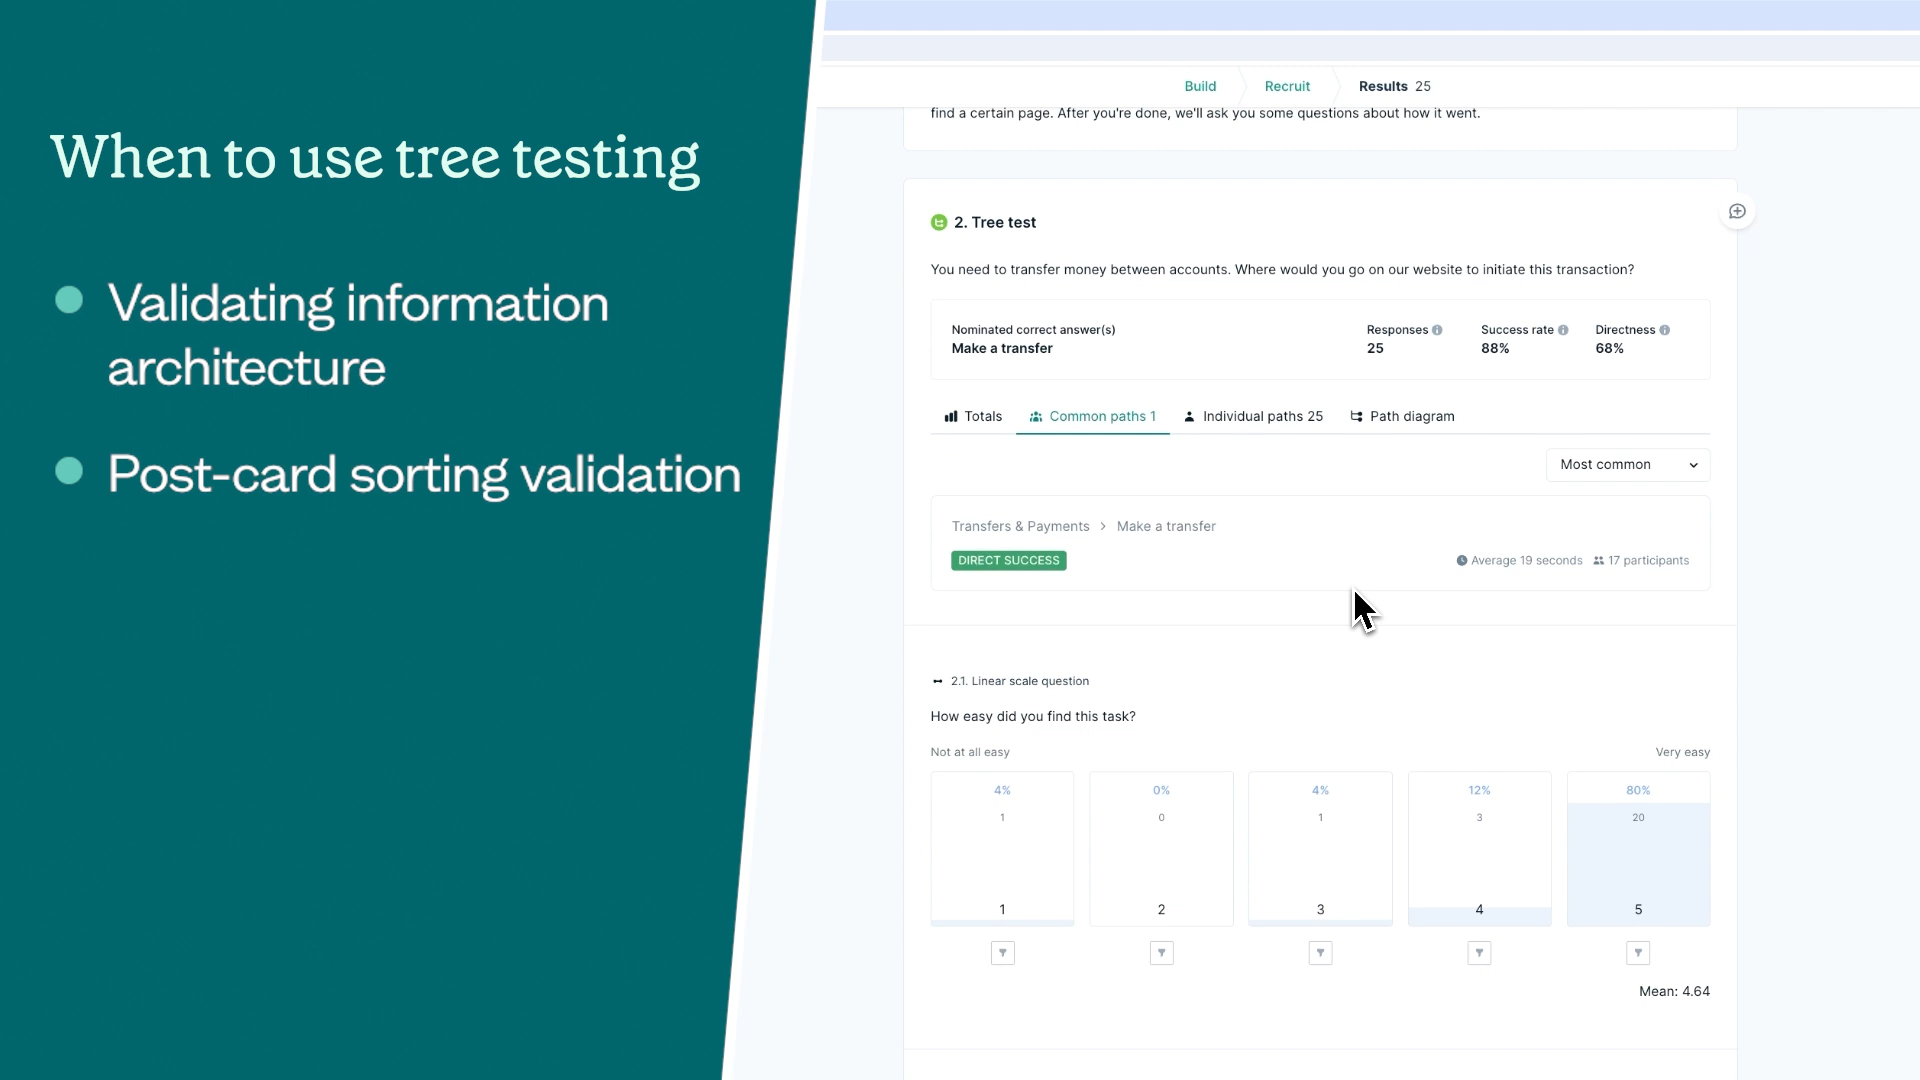 When to use tree testing
Validating information
architecture
Post-card sorting validation
Build
Recruit
Results 25
find a certain page. After you're done, we'll ask you some questions about how it went.
2. Tree test
You need to transfer money between accounts. Where would you go on our website to initiate this transaction?
Nominated correct answer(s)
Make a transfer
Responses
25
Success rate
88%
Directness
68%
Totals
Common paths 1
Individual paths 25
Path diagram
Most common
Transfers & Payments > Make a transfer
DIRECT SUCCESS
Average 19 seconds
17 participants
2.1. Linear scale question
How easy did you find this task?
Not at all easy
Very easy
4%
1
1
0%
0
2
4%
1
3
12%
3
4
80%
20
5
Mean: 4.64